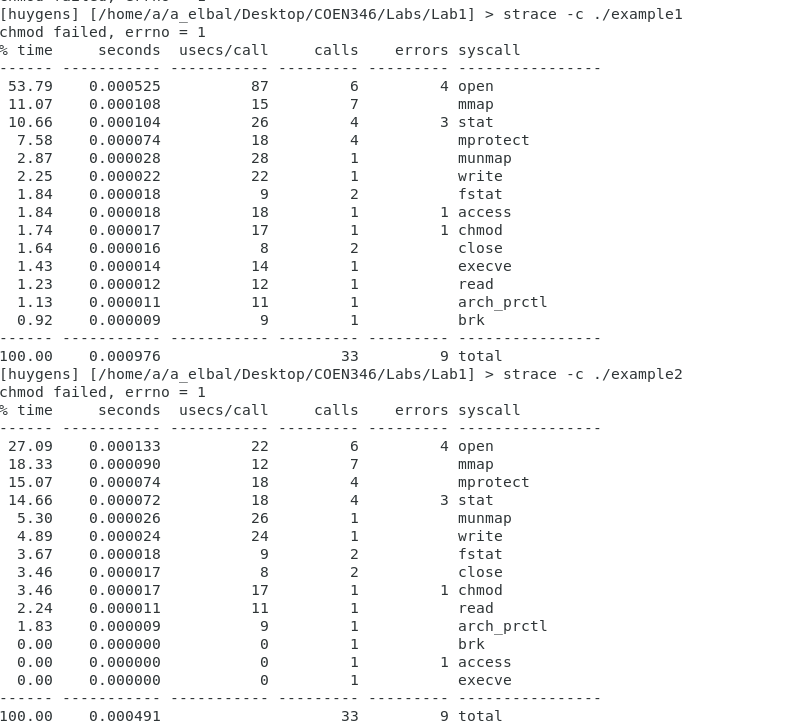 [huygens] [/home/a/a_elbal/Desktop/COEN346/Labs/Lab1] > strace -c ./example1
chmod failed, errno = 1
% time     seconds  usecs/call     calls    errors syscall
------ ----------- ----------- --------- --------- ----------------
 53.79    0.000525          87         6         4 open
 11.07    0.000108          15         7           mmap
 10.66    0.000104          26         4         3 stat
  7.58    0.000074          18         4           mprotect
  2.87    0.000028          28         1           munmap
  2.25    0.000022          22         1           write
  1.84    0.000018           9         2           fstat
  1.84    0.000018          18         1         1 access
  1.74    0.000017          17         1         1 chmod
  1.64    0.000016           8         2           close
  1.43    0.000014          14         1           execve
  1.23    0.000012          12         1           read
  1.13    0.000011          11         1           arch_prctl
  0.92    0.000009           9         1           brk
------ ----------- ----------- --------- --------- ----------------
100.00    0.000976                    33         9 total
[huygens] [/home/a/a_elbal/Desktop/COEN346/Labs/Lab1] > strace -c ./example2
chmod failed, errno = 1
% time     seconds  usecs/call     calls    errors syscall
------ ----------- ----------- --------- --------- ----------------
 27.09    0.000133          22         6         4 open
 18.33    0.000090          12         7           mmap
 15.07    0.000074          18         4           mprotect
 14.66    0.000072          18         4         3 stat
  5.30    0.000026          26         1           munmap
  4.89    0.000024          24         1           write
  3.67    0.000018           9         2           fstat
  3.46    0.000017           8         2           close
  3.46    0.000017          17         1         1 chmod
  2.24    0.000011          11         1           read
  1.83    0.000009           9         1           arch_prctl
  0.00    0.000000           0         1           brk
  0.00    0.000000           0         1         1 access
  0.00    0.000000           0         1           execve
------ ----------- ----------- --------- --------- ----------------
100.00    0.000491                    33         9 total